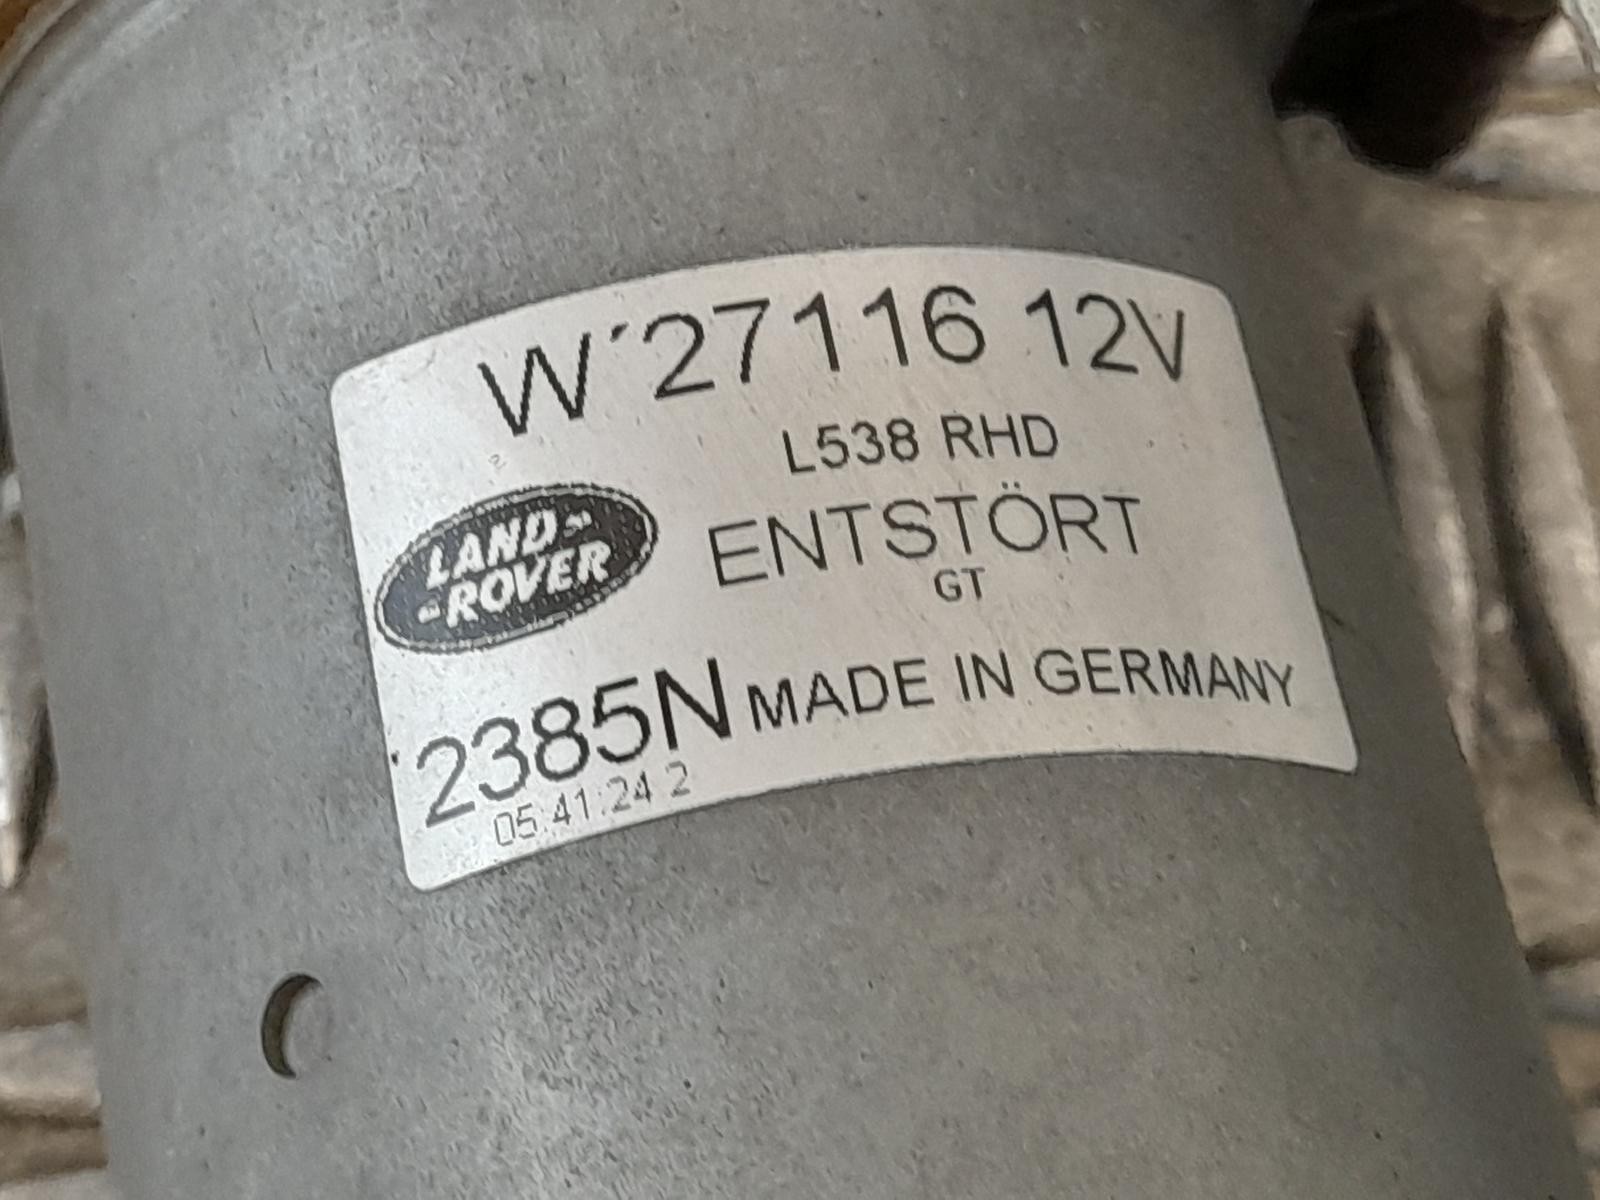 W´27116 12V
L538 RHD
LAND-
-ROVER
ENTSTÖRT
GT
2385N MADE IN GERMANY
05:41:24 2